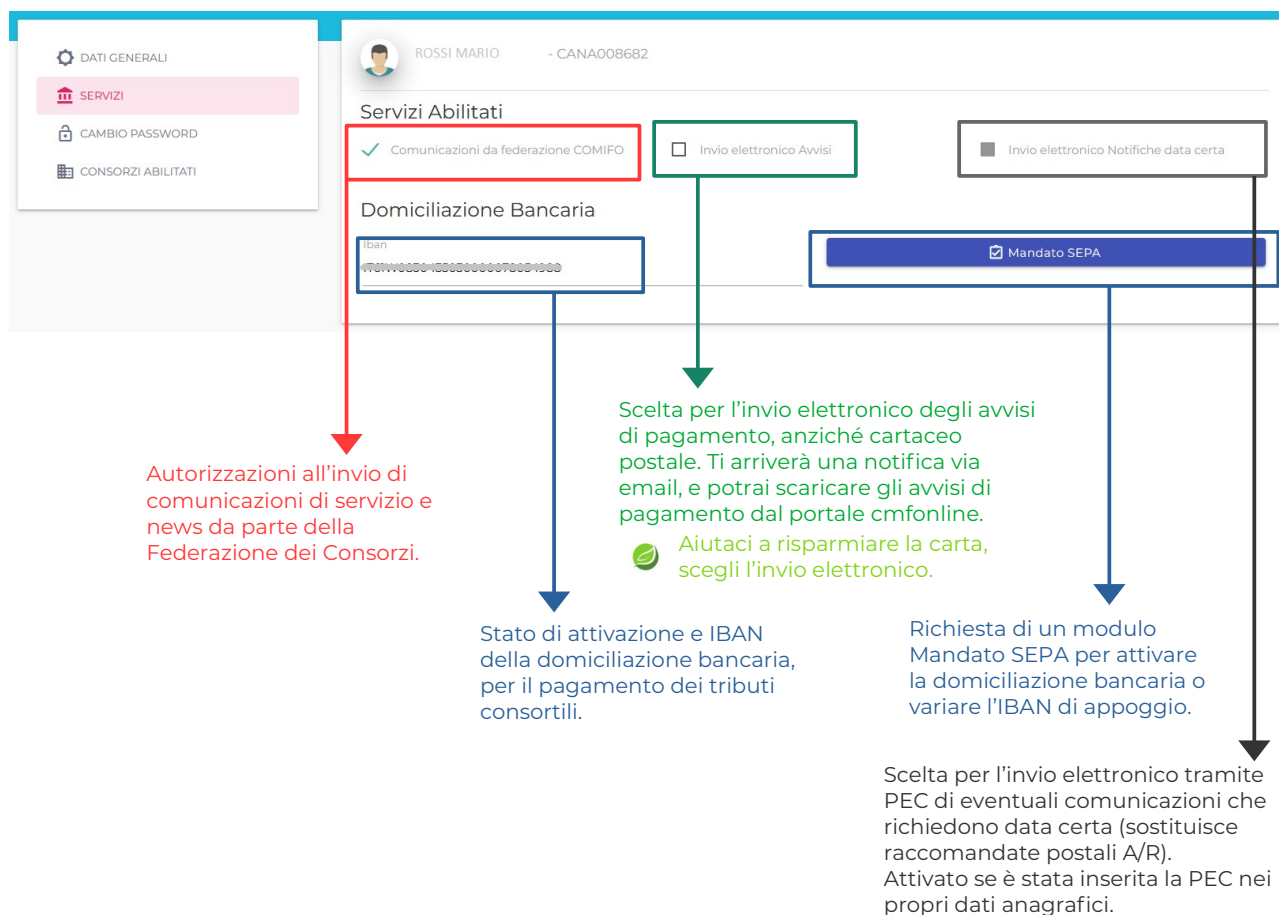 DATI GENERALI
SERVIZI
CAMBIO PASSWORD
CONSORZI ABILITATI
ROSSI MARIO - CANA008682
Servizi Abilitati
Comunicazioni da federazione COMIFO
Invio elettronico Avvisi
Invio elettronico Notifiche data certa
Domiciliazione Bancaria
Iban
Mandato SEPA
Scelta per l’invio elettronico degli avvisi
di pagamento, anziché cartaceo
postale. Ti arriverà una notifica via
email, e potrai scaricare gli avvisi di
pagamento dal portale cmfonline.
Aiutaci a risparmiare la carta,
scegli l’invio elettronico.
Autorizzazioni all’invio di
comunicazioni di servizio e
news da parte della
Federazione dei Consorzi.
Stato di attivazione e IBAN
della domiciliazione bancaria,
per il pagamento dei tributi
consortili.
Richiesta di un modulo
Mandato SEPA per attivare
la domiciliazione bancaria o
variare l’IBAN di appoggio.
Scelta per l’invio elettronico tramite
PEC di eventuali comunicazioni che
richiedono data certa (sostituisce
raccomandate postali A/R).
Attivato se è stata inserita la PEC nei
propri dati anagrafici.